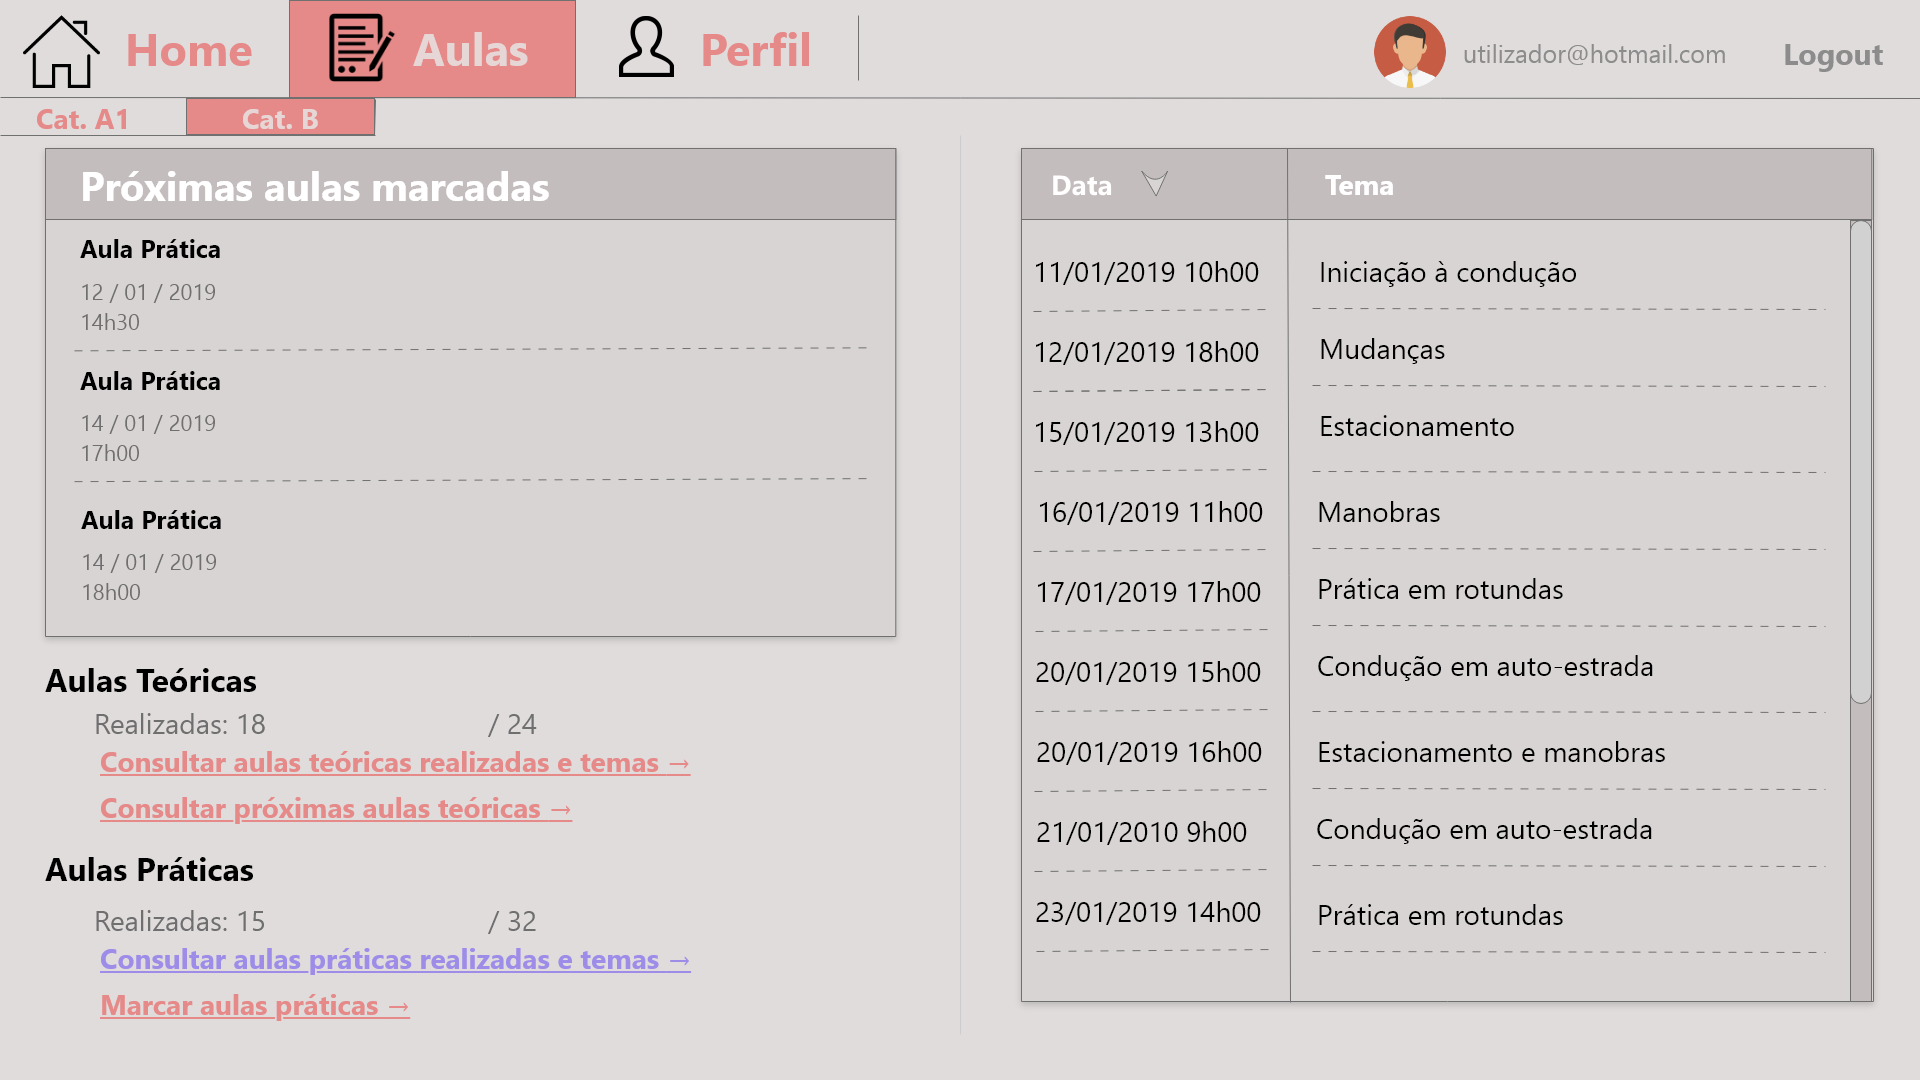 Home
Aulas
Perfil
utilizador@hotmail.com
Logout
Cat. A1
Cat. B
Próximas aulas marcadas
Aula Prática
12 / 01 / 2019
14h30
Aula Prática
14 / 01 / 2019
17h00
Aula Prática
14 / 01 / 2019
18h00
Aulas Teóricas
Realizadas: 18 / 24
Consultar aulas teóricas realizadas e temas →
Consultar próximas aulas teóricas →
Aulas Práticas
Realizadas: 15 / 32
Consultar aulas práticas realizadas e temas →
Marcar aulas práticas →
Data Tema
11/01/2019 10h00 Iniciação à condução
12/01/2019 18h00 Mudanças
15/01/2019 13h00 Estacionamento
16/01/2019 11h00 Manobras
17/01/2019 17h00 Prática em rotundas
20/01/2019 15h00 Condução em auto-estrada
20/01/2019 16h00 Estacionamento e manobras
21/01/2010 9h00 Condução em auto-estrada
23/01/2019 14h00 Prática em rotundas